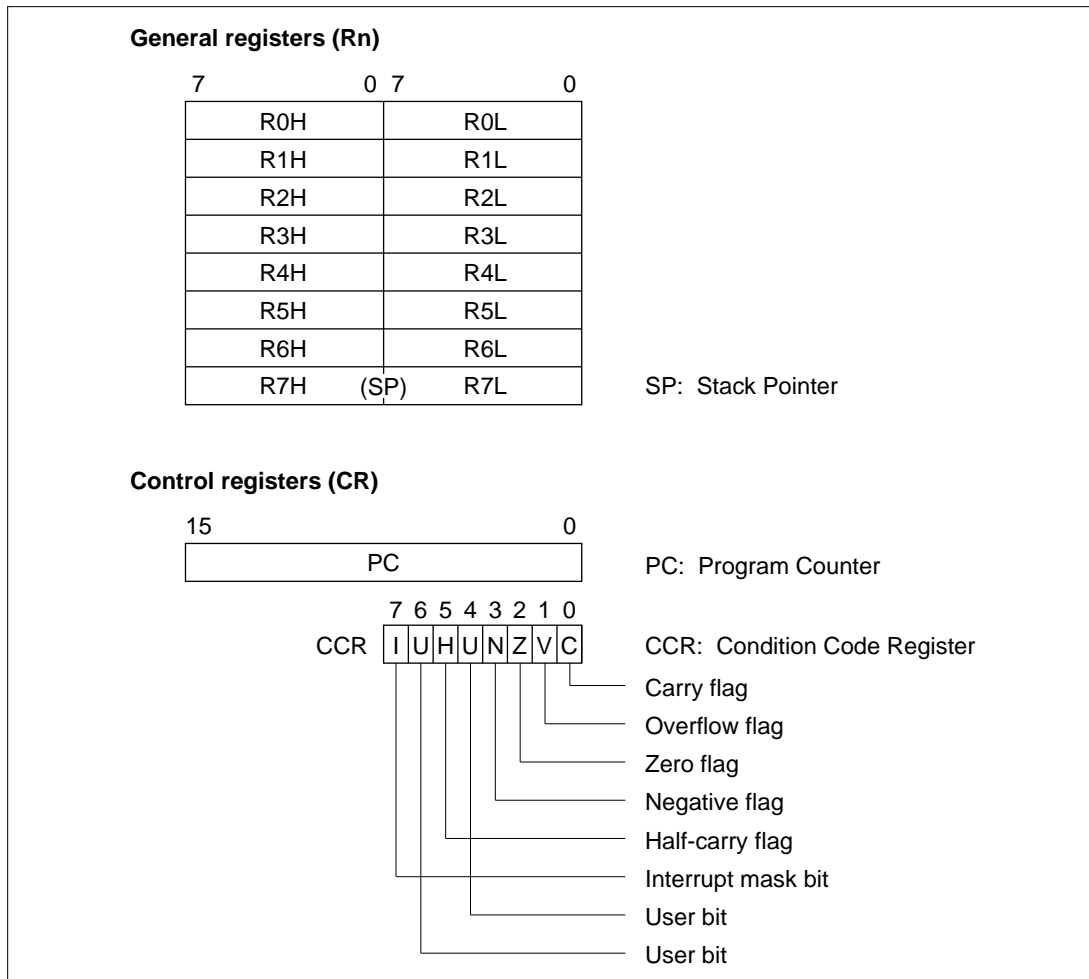 General registers (Rn)
7 0 7 0
R0H R0L
R1H R1L
R2H R2L
R3H R3L
R4H R4L
R5H R5L
R6H R6L
R7H (SP) R7L SP: Stack Pointer
Control registers (CR)
15 0
PC PC: Program Counter
7 6 5 4 3 2 1 0
CCR I U H U N Z V C CCR: Condition Code Register
Carry flag
Overflow flag
Zero flag
Negative flag
Half-carry flag
Interrupt mask bit
User bit
User bit